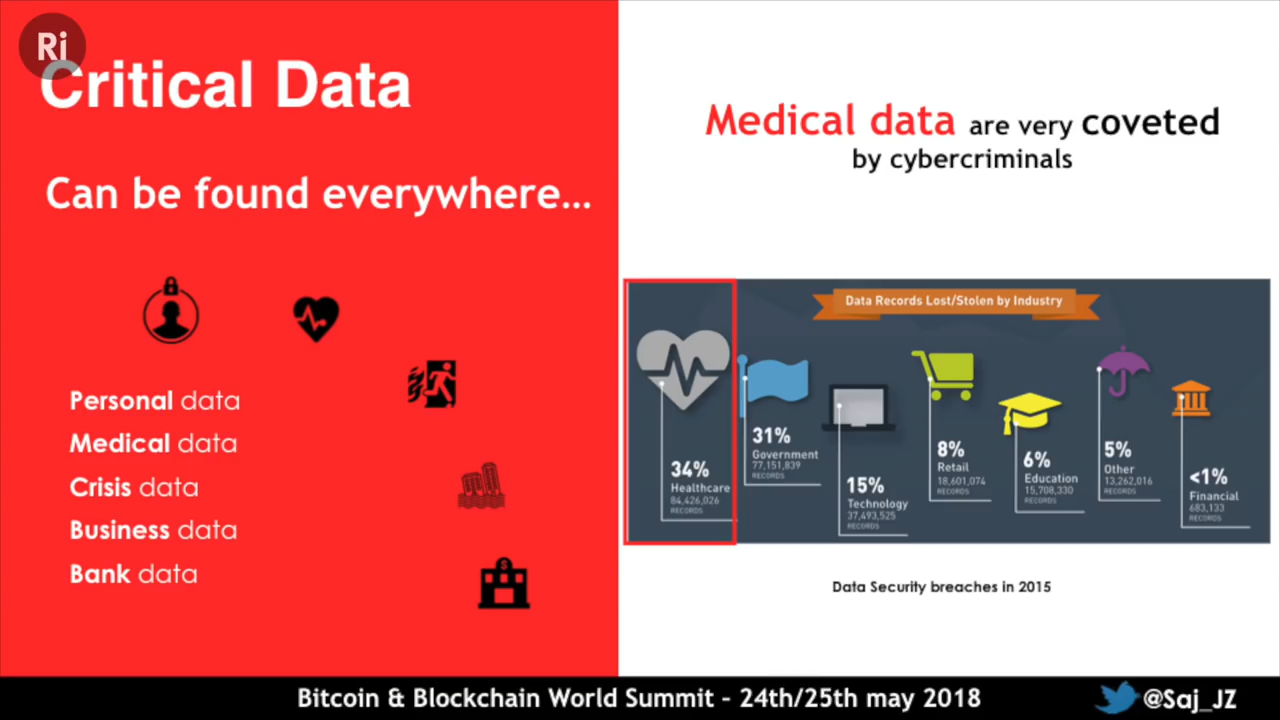 Ri
Critical Data
Can be found everywhere...
Personal data
Medical data
Crisis data
Business data
Bank data
Medical data are very coveted
by cybercriminals
Data Records Lost/Stolen by Industry
34%
Healthcare
84,426,026
RECORDS
31%
Government
77,151,839
RECORDS
15%
Technology
37,493,525
RECORDS
8%
Retail
18,601,074
RECORDS
6%
Education
15,708,330
RECORDS
5%
Other
13,262,016
RECORDS
<1%
Financial
683,133
RECORDS
Data Security breaches in 2015
Bitcoin & Blockchain World Summit - 24th/25th may 2018
@Saj_JZ